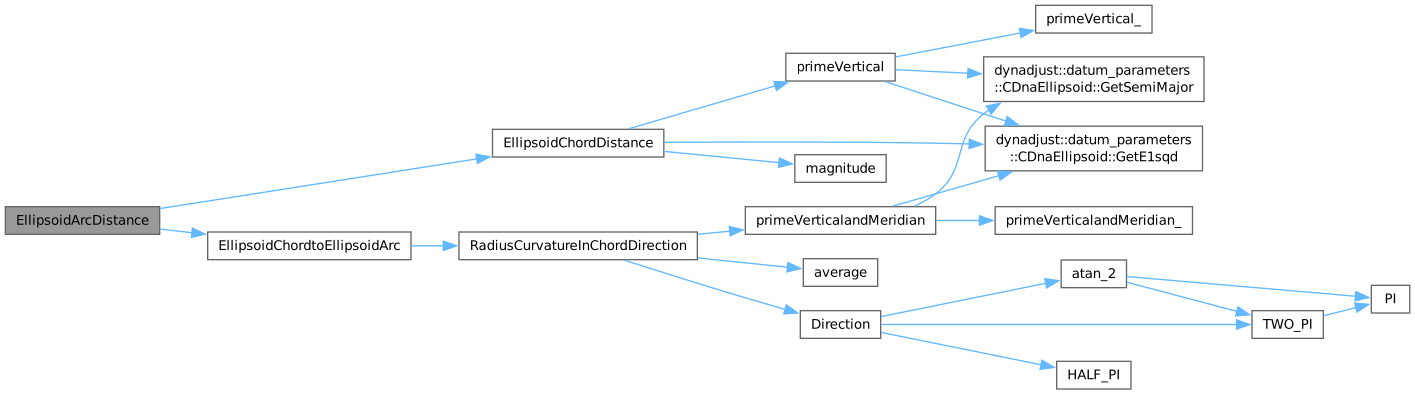 primeVertical_
primeVertical
dynadjust::datum_parameters
::CDnaEllipsoid::GetSemiMajor
EllipsoidChordDistance
dynadjust::datum_parameters
::CDnaEllipsoid::GetE1sqd
magnitude
EllipsoidArcDistance
primeVerticalandMeridian
primeVerticalandMeridian_
EllipsoidChordtoEllipsoidArc
RadiusCurvatureInChordDirection
average
atan_2
PI
Direction
TWO_PI
HALF_PI